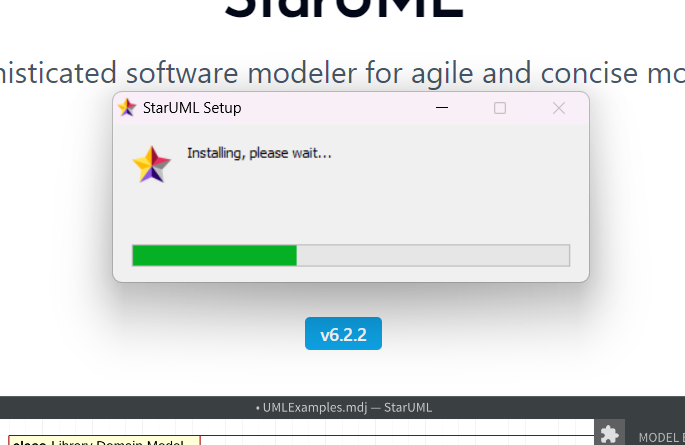 StarUML
histicated software modeler for agile and concise mo
StarUML Setup
Installing, please wait...
v6.2.2
• UMLExamples.mdj — StarUML
class Library Domain Model
MODEL E